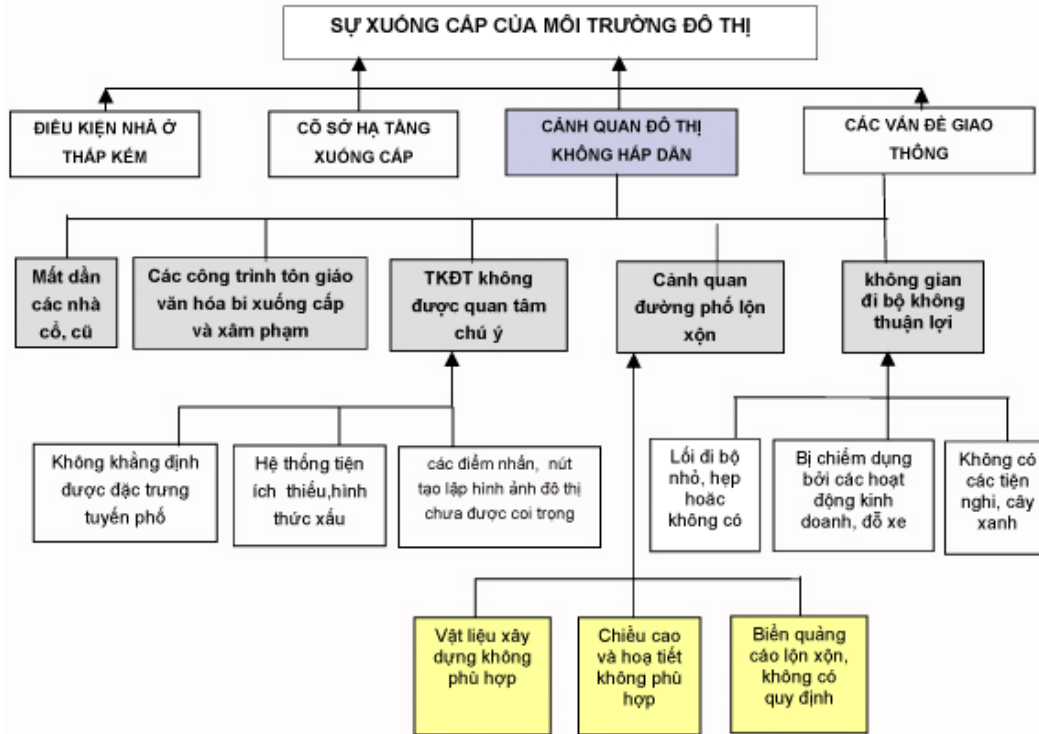 SỰ XUỐNG CẤP CỦA MÔI TRƯỜNG ĐÔ THỊ
ĐIỀU KIỆN NHÀ Ở
THẤP KÉM
CÕ SỞ HẠ TẦNG
XUỐNG CẤP
CẢNH QUAN ĐÔ THỊ
KHÔNG HẤP DẪN
CÁC VẤN ĐỀ GIAO
THÔNG
Mất dần
các nhà
cổ, cũ
Các công trình tôn giáo
văn hóa bi xuống cấp
và xâm phạm
TKĐT không
được quan tâm
chú ý
Cảnh quan
đường phố lộn
xộn
không gian
đi bộ không
thuận lợi
Không khẳng định
được đặc trưng
tuyến phố
Hệ thống tiện
ích thiếu,hình
thức xấu
các điểm nhấn, nút
tạo lập hình ảnh đô thị
chưa được coi trọng
Lối đi bộ
nhỏ, hẹp
hoăc
không có
Bị chiếm dụng
bởi các hoạt
động kinh
doanh, đỗ xe
Không có
các tiện
nghi, cây
xanh
Vật liệu xây
dựng không
phù hợp
Chiều cao
và hoạ tiết
không phù
hợp
Biển quảng
cáo lộn xộn,
không có
quy định